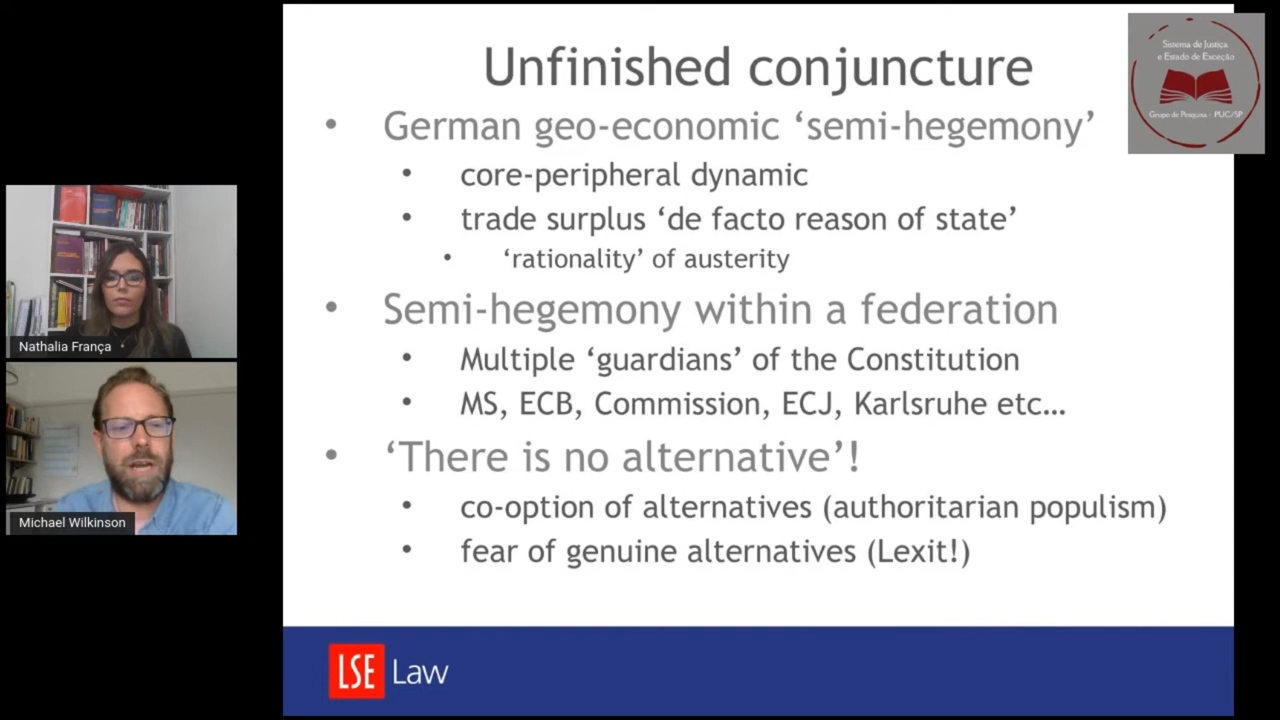 Unfinished conjuncture
• German geo-economic ‘semi-hegemony’
• core-peripheral dynamic
• trade surplus ‘de facto reason of state’
• ‘rationality’ of austerity
• Semi-hegemony within a federation
• Multiple ‘guardians’ of the Constitution
• MS, ECB, Commission, ECJ, Karlsruhe etc…
• ‘There is no alternative’!
• co-option of alternatives (authoritarian populism)
• fear of genuine alternatives (Lexit!)
LSE Law
Sistema de Justiça
e Estado de Exceção
Grupo de Pesquisa - PUC/SP
Nathalia França
Michael Wilkinson